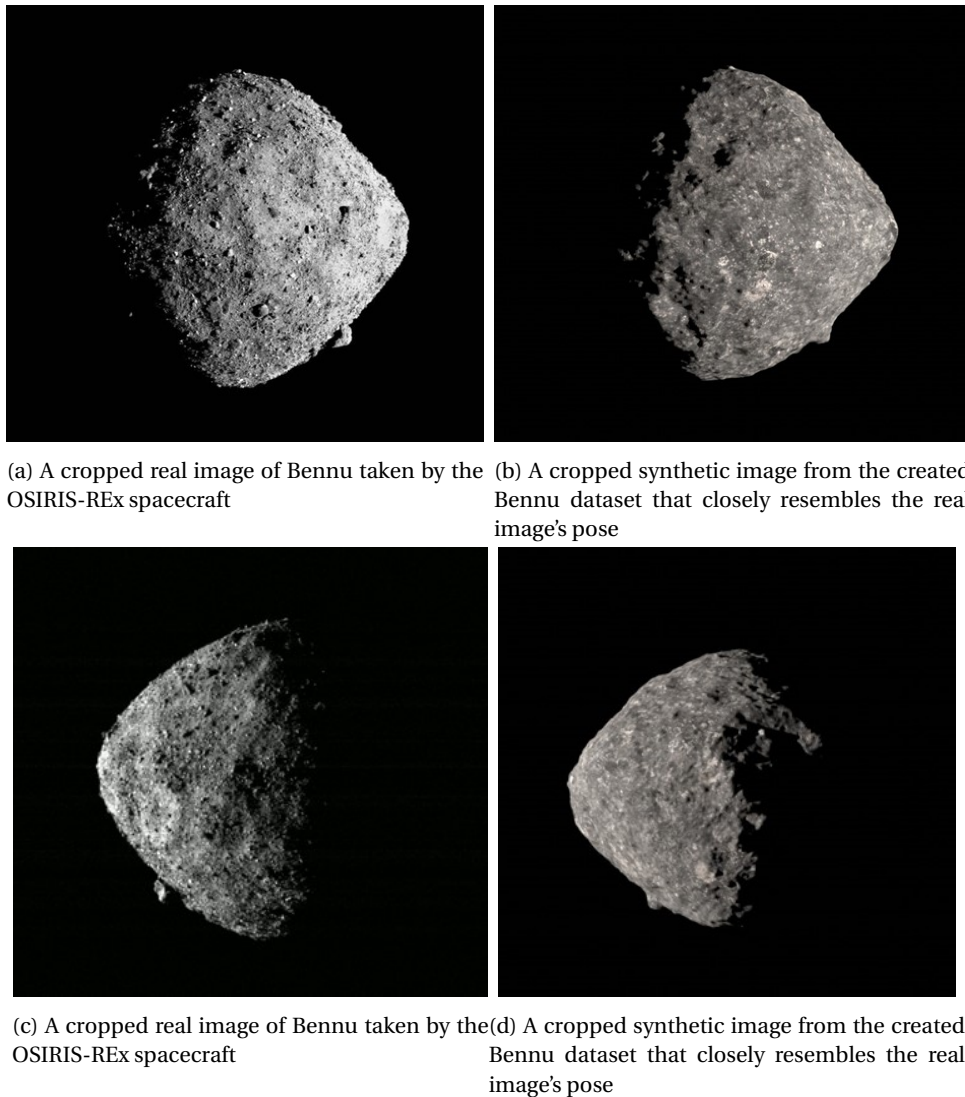 (a) A cropped real image of Bennu taken by the
OSIRIS-REx spacecraft
(b) A cropped synthetic image from the created
Bennu dataset that closely resembles the real
image's pose
(c) A cropped real image of Bennu taken by the
OSIRIS-REx spacecraft
(d) A cropped synthetic image from the created
Bennu dataset that closely resembles the real
image's pose